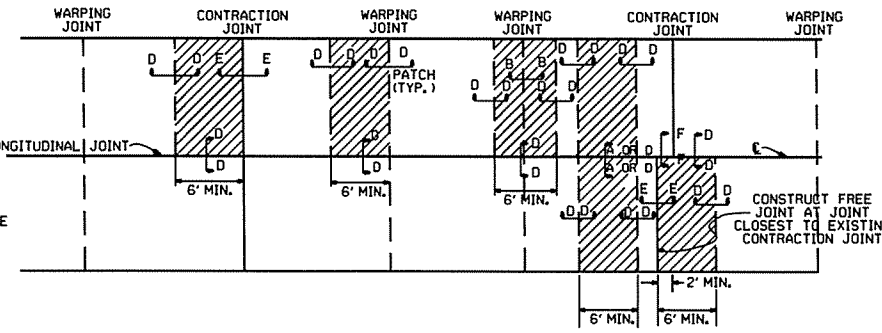 WARPING
JOINT
CONTRACTION
JOINT
WARPING
JOINT
WARPING
JOINT
CONTRACTION
JOINT
WARPING
JOINT
D D E E
D D D D
PATCH
(TYP.)
B B
D D D D
D D D D
ONGITUDINAL JOINT
D
D
D
D
D
A OR D
A OR D
F
F
D
D
℄
6' MIN.
6' MIN.
6' MIN.
E
D D D D
E E
D D
CONSTRUCT FREE
JOINT AT JOINT
CLOSEST TO EXISTIN
CONTRACTION JOINT
2' MIN.
6' MIN.
6' MIN.